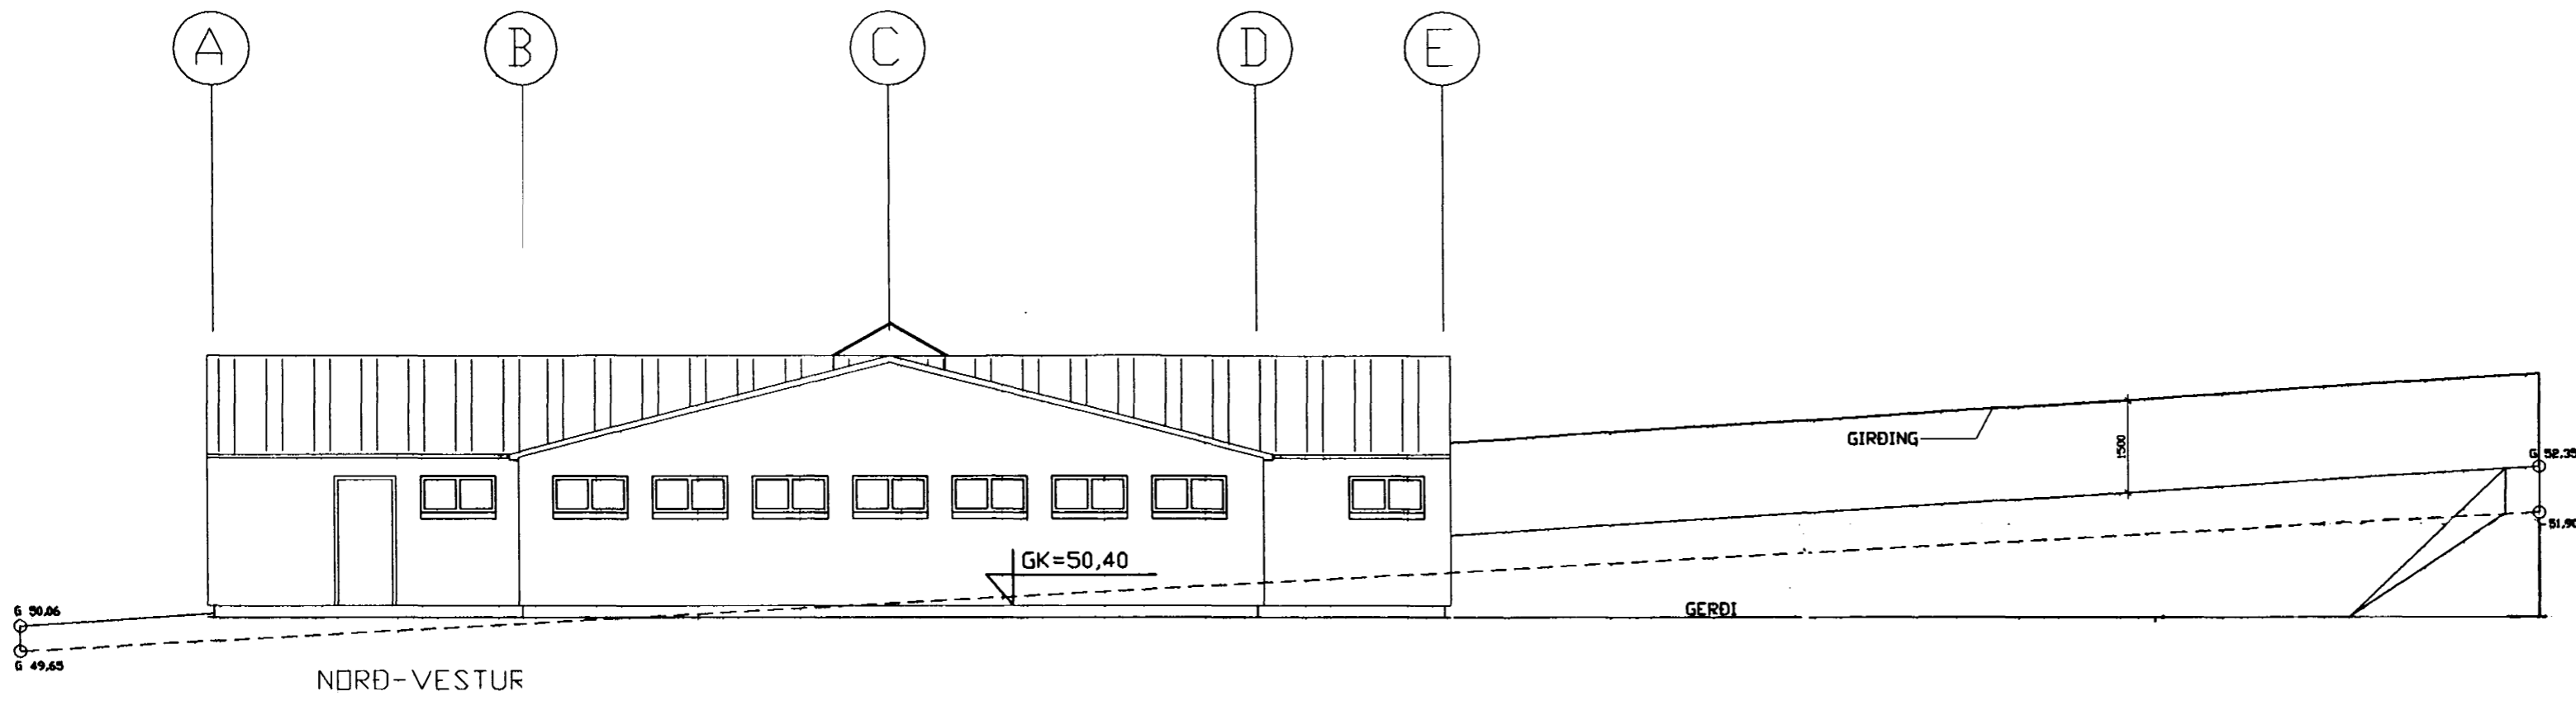 A B C D E
GIRÐING
1500
G 52,35
51,90
GK=50,40
GERÐI
G 50,06
G 49,65
NORÐ-VESTUR